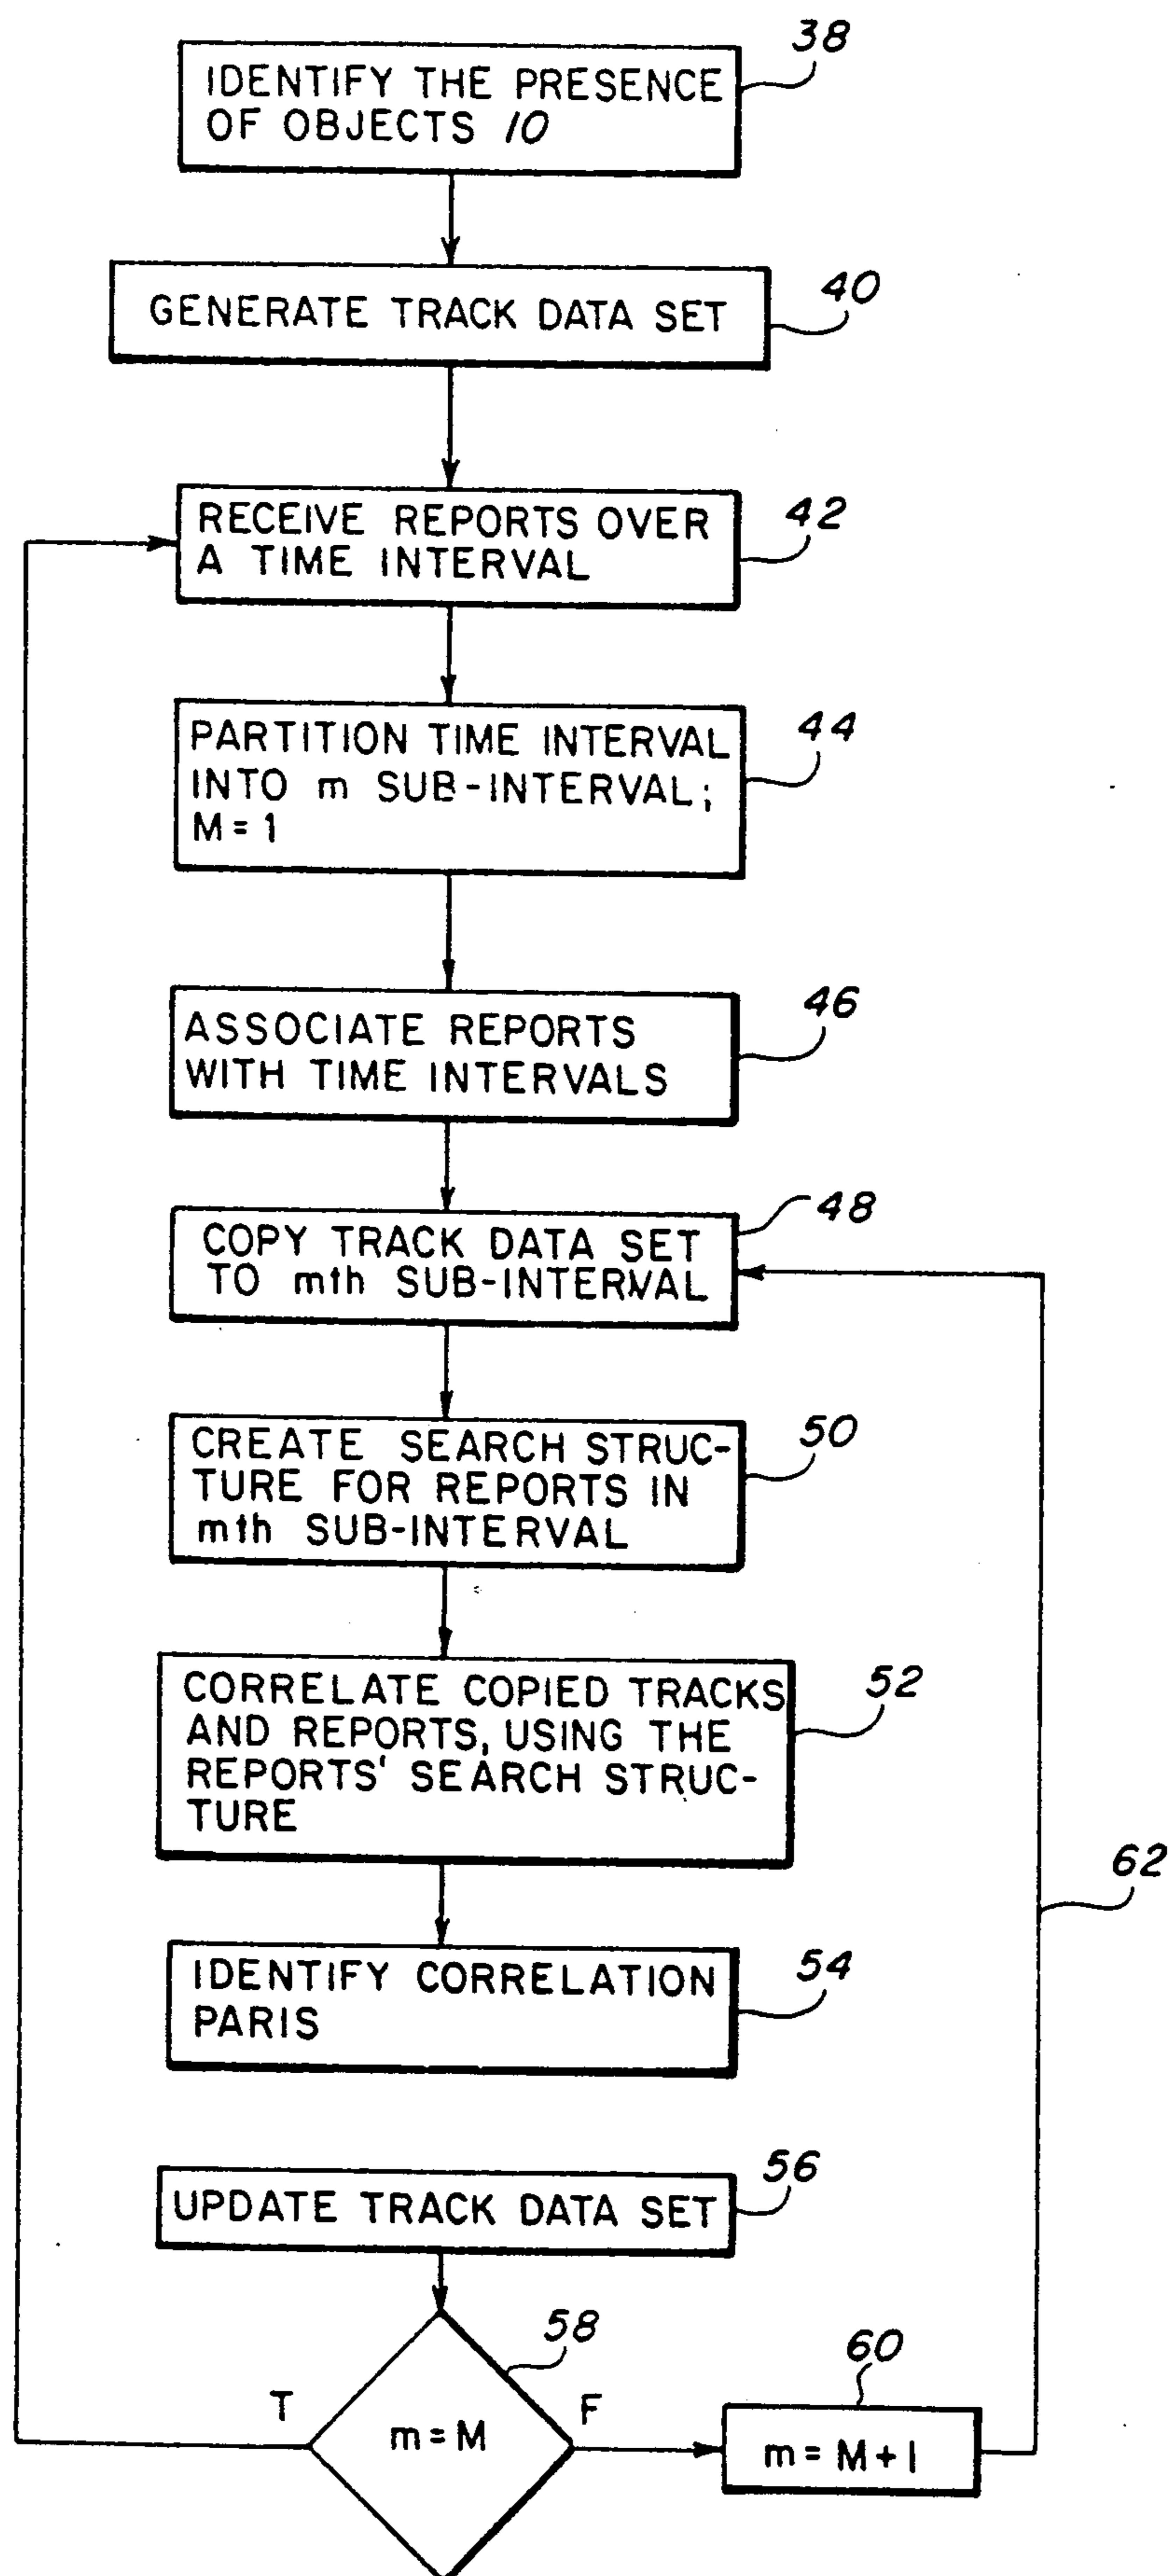 38
IDENTIFY THE PRESENCE
OF OBJECTS 10
40
GENERATE TRACK DATA SET
42
RECEIVE REPORTS OVER
A TIME INTERVAL
44
PARTITION TIME INTERVAL
INTO m SUB-INTERVAL;
M = 1
46
ASSOCIATE REPORTS
WITH TIME INTERVALS
48
COPY TRACK DATA SET
TO mth SUB-INTERVAL
50
CREATE SEARCH STRUC-
TURE FOR REPORTS IN
mth SUB-INTERVAL
52
CORRELATE COPIED TRACKS
AND REPORTS, USING THE
REPORTS' SEARCH STRUC-
TURE
62
54
IDENTIFY CORRELATION
PARIS
56
UPDATE TRACK DATA SET
58
60
T
F
m = M
m = M + 1